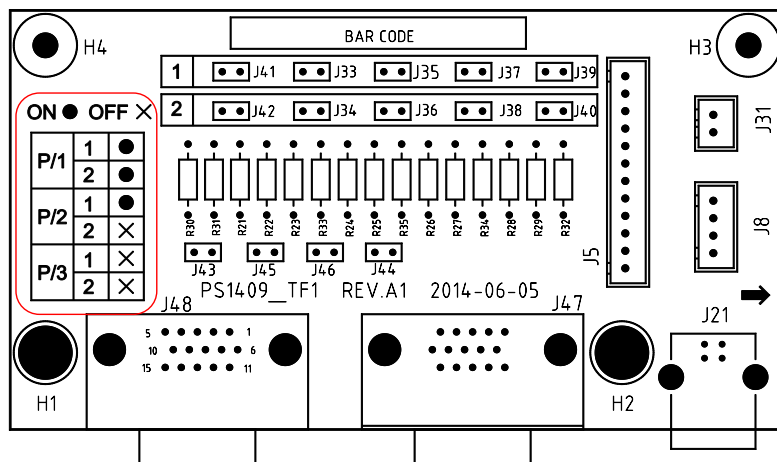 BAR CODE
H4
H3
1 J41 J33 J35 J37 J39
2 J42 J34 J36 J38 J40
J31
ON ● OFF ×
P/1 1 ●
2 ●
P/2 1 ●
2 ×
P/3 1 ×
2 ×
R30 R31 R21 R22 R23 R33 R24 R25 R35 R26 R27 R34 R28 R29 R32
J5
J8
J43 J45 J46 J44
PS1409_TF1 REV.A1 2014-06-05
J48
J47
J21
5 1
10 6
15 11
H1
H2